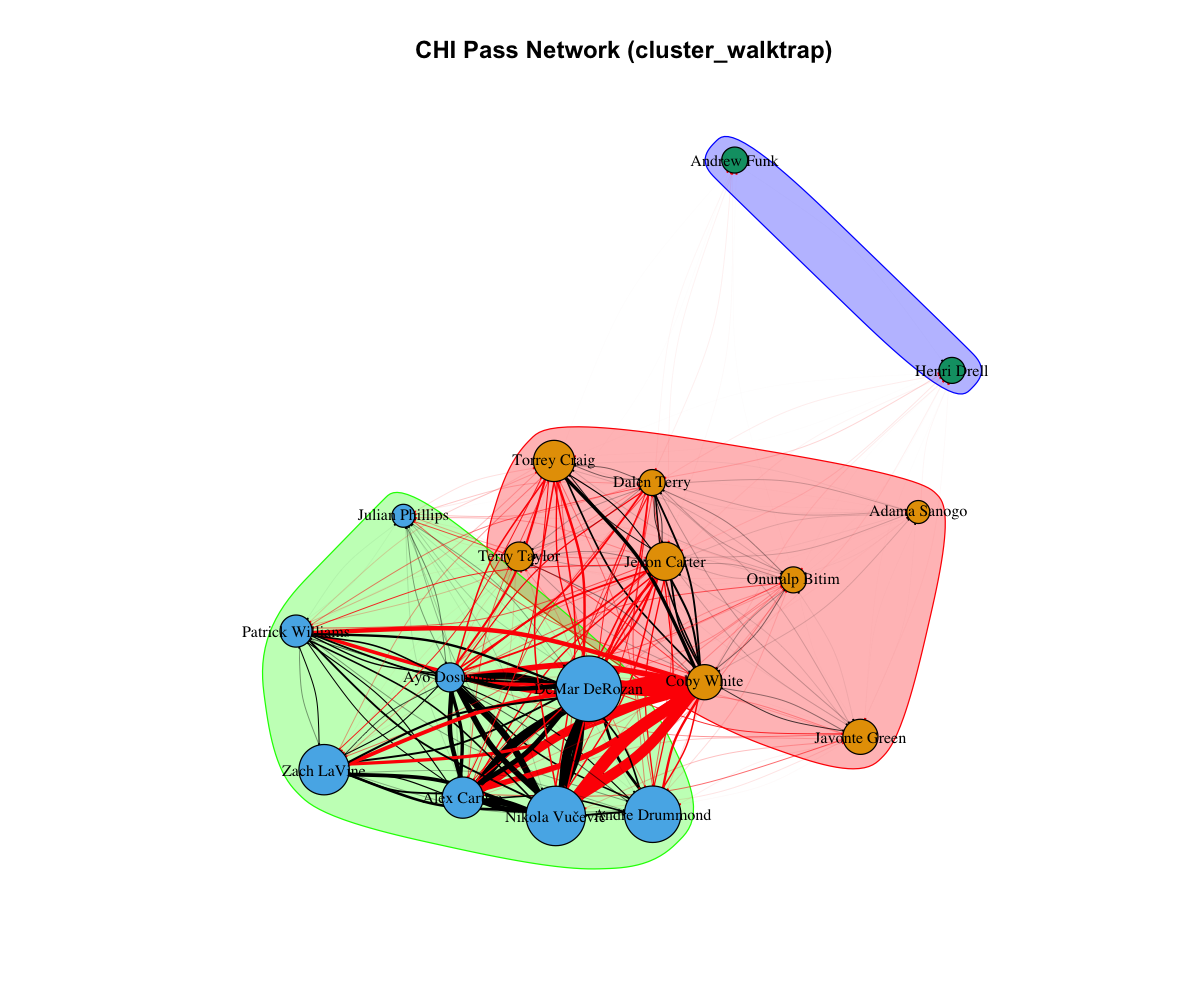 CHI Pass Network (cluster_walktrap)
Andrew Funk
Henri Drell
Torrey Craig
Dalen Terry
Adama Sanogo
Julian Phillips
Terry Taylor
Jevon Carter
Onuralp Bitim
Patrick Williams
Ayo Dosunmu
DeMar DeRozan
Coby White
Javonte Green
Zach LaVine
Alex Caruso
Nikola Vučević
Andre Drummond